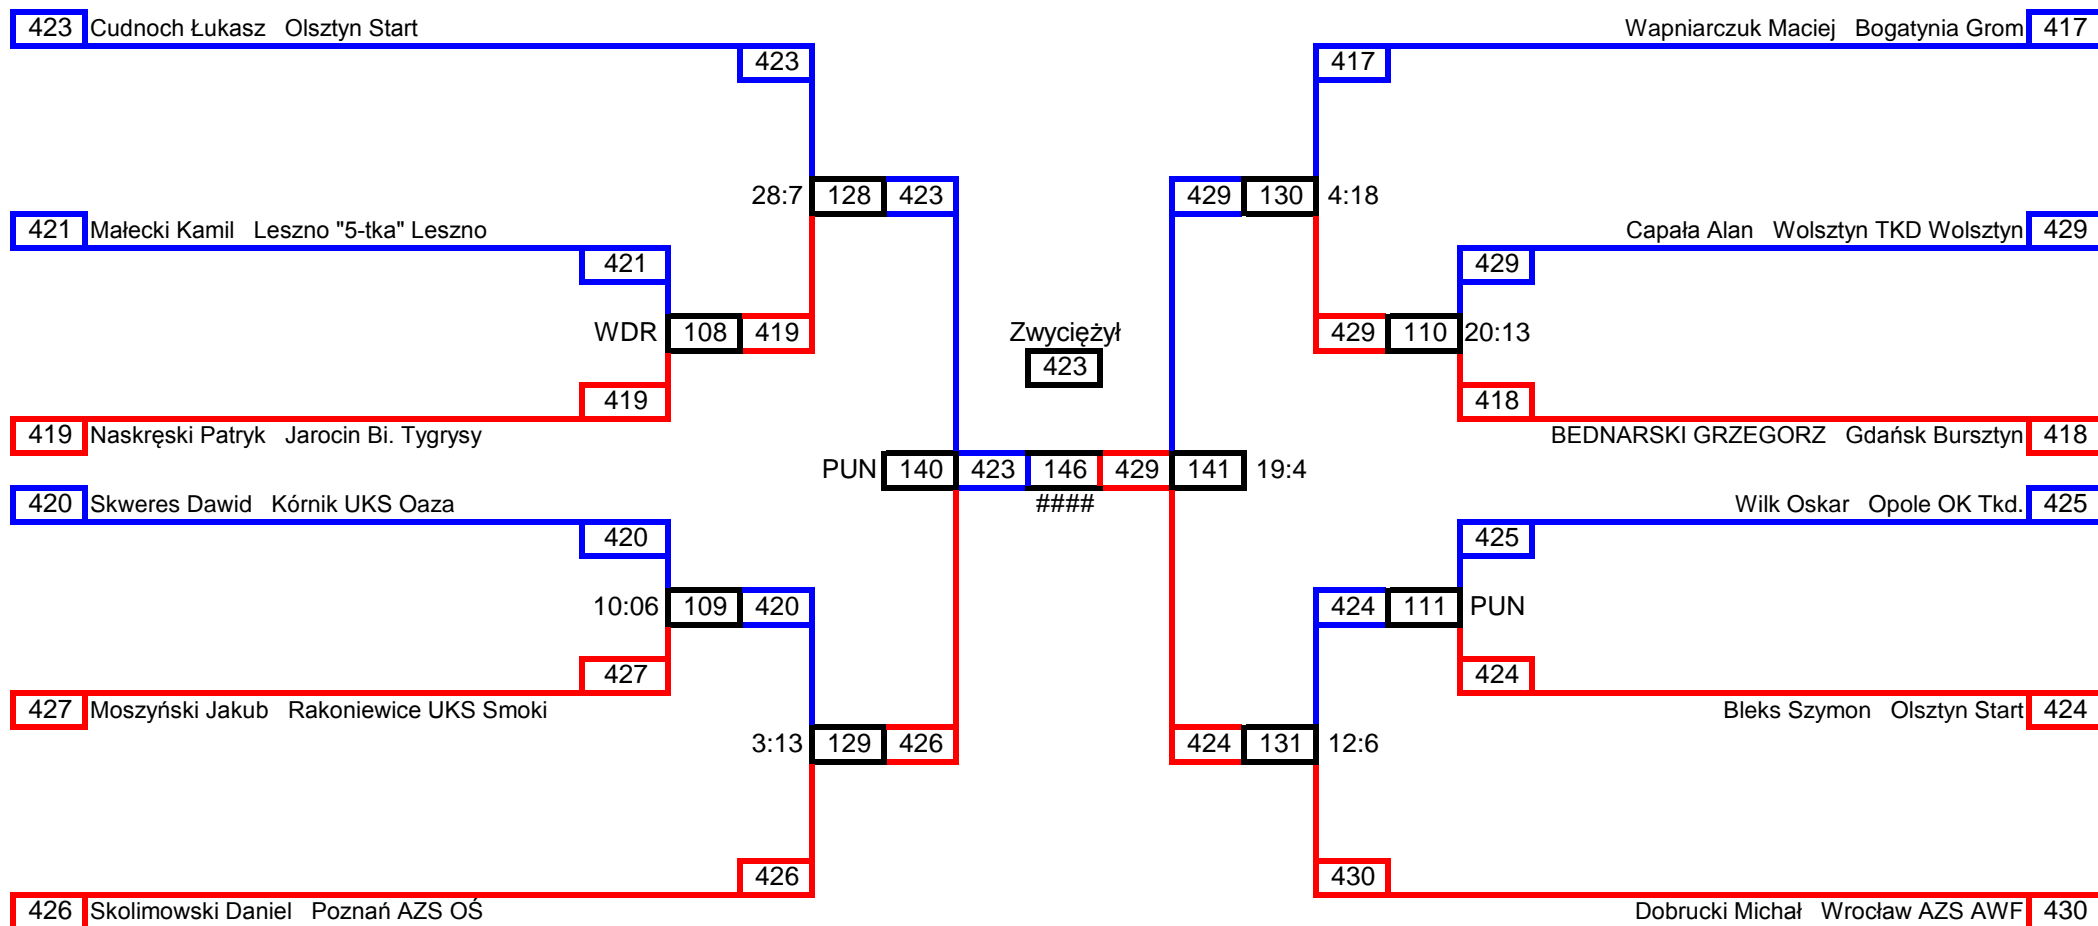 423 Cudnoch Łukasz Olsztyn Start
Wapniarczuk Maciej Bogatynia Grom 417
423
417
28:7 128 423
429 130 4:18
421 Małecki Kamil Leszno "5-tka" Leszno
Capała Alan Wolsztyn TKD Wolsztyn 429
421
429
WDR 108 419
Zwyciężył
429 110 20:13
423
419
418
419 Naskręski Patryk Jarocin Bi. Tygrysy
BEDNARSKI GRZEGORZ Gdańsk Bursztyn 418
PUN 140 423 146 429 141 19:4
####
420 Skweres Dawid Kórnik UKS Oaza
Wilk Oskar Opole OK Tkd. 425
420
425
10:06 109 420
424 111 PUN
427
424
427 Moszyński Jakub Rakoniewice UKS Smoki
Bleks Szymon Olsztyn Start 424
3:13 129 426
424 131 12:6
426
430
426 Skolimowski Daniel Poznań AZS OŚ
Dobrucki Michał Wrocław AZS AWF 430